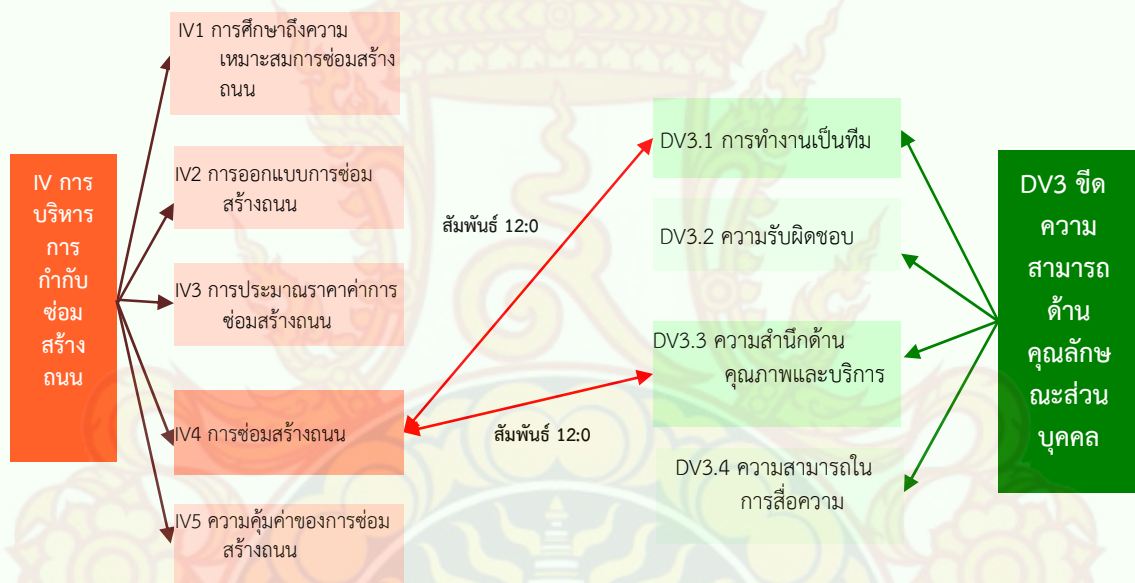 IV การ
บริหาร
การ
กำกับ
ซ่อม
สร้าง
ถนน
IV1 การศึกษาถึงความ
เหมาะสมการซ่อมสร้าง
ถนน
IV2 การออกแบบการซ่อม
สร้างถนน
IV3 การประมาณราคาค่าการ
ซ่อมสร้างถนน
IV4 การซ่อมสร้างถนน
IV5 ความคุ้มค่าของการซ่อม
สร้างถนน
สัมพันธ์ 12:0
สัมพันธ์ 12:0
DV3.1 การทำงานเป็นทีม
DV3.2 ความรับผิดชอบ
DV3.3 ความสำนึกด้าน
คุณภาพและบริการ
DV3.4 ความสามารถใน
การสื่อความ
DV3 ขีด
ความ
สามารถ
ด้าน
คุณลักษ
ณะส่วน
บุคคล